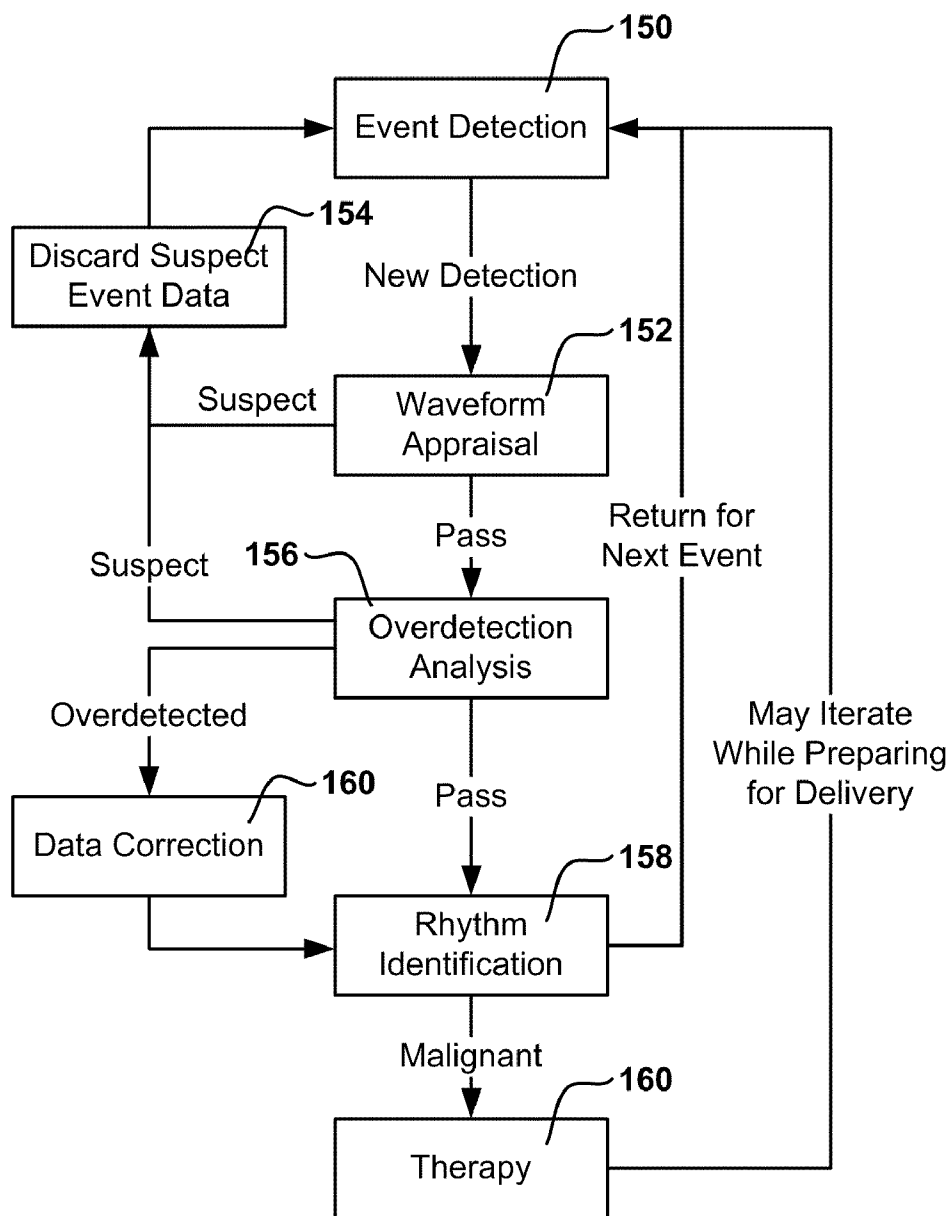 150
Event Detection
154
Discard Suspect
Event Data
New Detection
152
Suspect
Waveform
Appraisal
Pass
Return for
Next Event
156
Suspect
Overdetection
Analysis
Overdetected
May Iterate
While Preparing
for Delivery
160
Pass
Data Correction
158
Rhythm
Identification
Malignant
160
Therapy